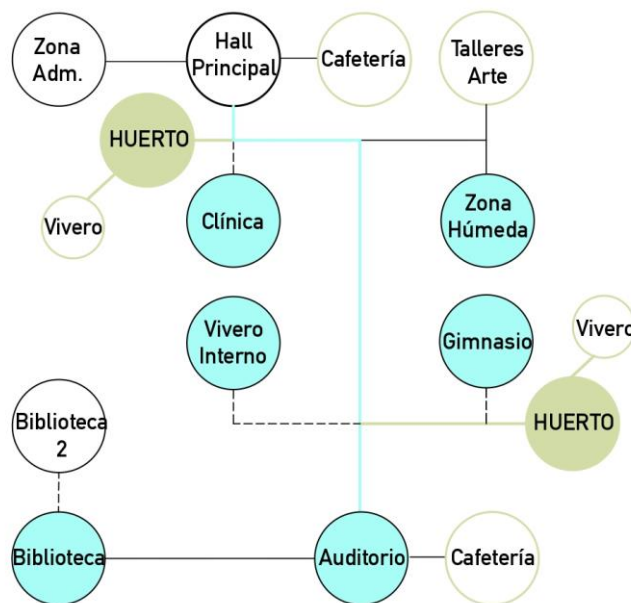 Zona
Adm.
Hall
Principal
Cafetería
Talleres
Arte
HUERTO
Vivero
Clínica
Zona
Húmeda
Vivero
Interno
Gimnasio
Vivero
HUERTO
Biblioteca
2
Biblioteca
Auditorio
Cafetería